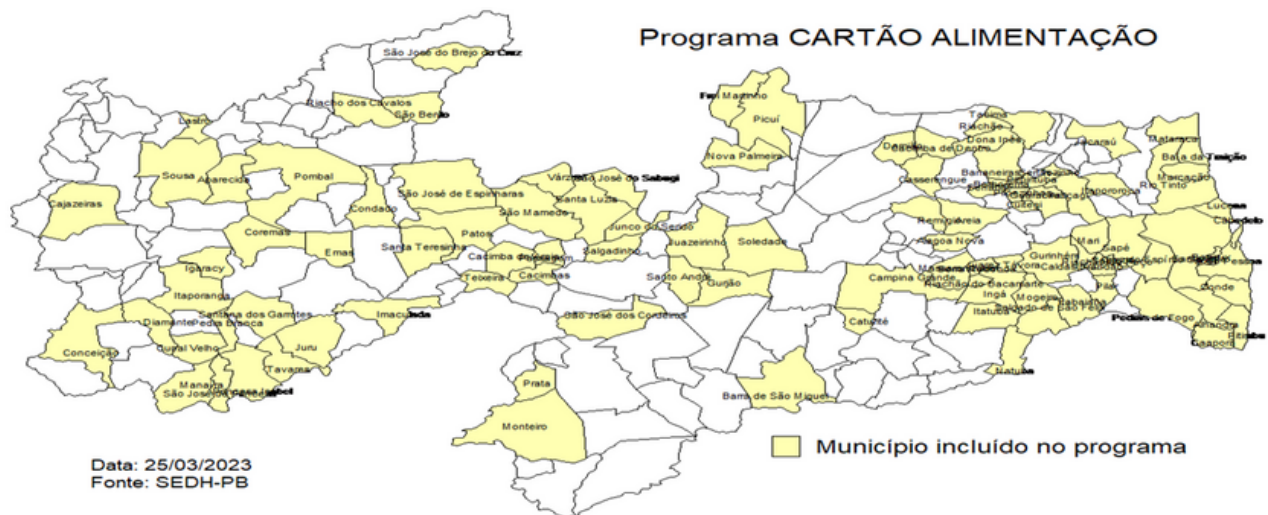 Programa CARTÃO ALIMENTAÇÃO
São José do Brejo do Cruz
Riacho dos Cavalos
São Bento
Lastro
Sousa
Aparecida
Pombal
Cajazeiras
Condado
Coremas
Emas
Igaracy
Itaporanga
Santana dos Garrotes
Diamante
Pedra Branca
Conceição
Curral Velho
Juru
Tavares
Manaíra
Imaculada
São José de Espinharas
Várzea
São José do Sabugi
Santa Luzia
São Mamede
Patos
Santa Teresinha
Junco do Seridó
Salgadinho
Cacimba de Areia
Teixeira
Cacimbas
São José dos Cordeiros
Prata
Monteiro
Frei Martinho
Picuí
Nova Palmeira
Juazeirinho
Soledade
Santo André
Gurjão
Barra de São Miguel
Tacima
Riachão
Dona Inês
Damião
Cacimba de Dentro
Casserengue
Bananeiras
Jacaraú
Mataraca
Baía da Traição
Marcação
Rio Tinto
Itapororoca
Lucena
Cabedelo
Remígio
Areia
Alagoa Nova
Mari
Sapé
Gurinhém
Campina Grande
Riachão do Bacamarte
Ingá
Mogeiro
Itabaiana
Itatuba
Salgado de São Félix
Pilar
Caturité
Natuba
Conde
Pedras de Fogo
Alhandra
Pitimbu
Caaporã
Município incluído no programa
Data: 25/03/2023
Fonte: SEDH-PB